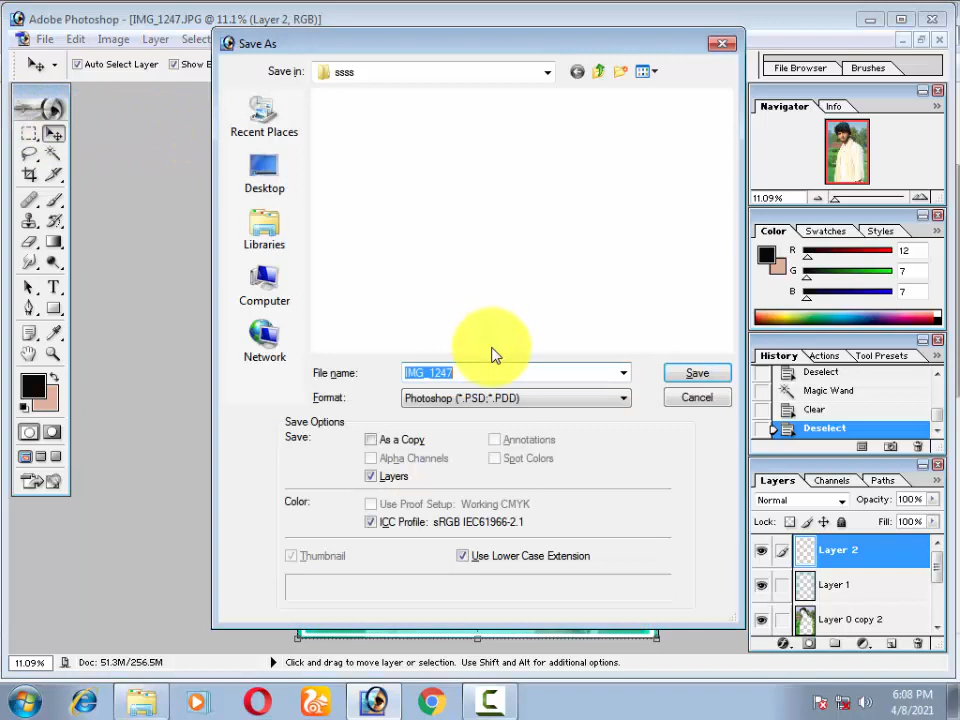 Adobe Photoshop - [IMG_1247.JPG @ 11.1% (Layer 2, RGB)]
File Edit Image Layer Select
Auto Select Layer Show B
File Browser Brushes
Save As
Save in: ssss
Recent Places
Desktop
Libraries
Computer
Network
File name: IMG_1247 Save
Format: Photoshop (*.PSD;*.PDD) Cancel
Save Options
Save: As a Copy Annotations
Alpha Channels Spot Colors
Layers
Color: Use Proof Setup: Working CMYK
ICC Profile: sRGB IEC61966-2.1
Thumbnail Use Lower Case Extension
Navigator Info
11.09%
Color Swatches Styles
R 12
G 7
B 7
History Actions Tool Presets
Deselect
Magic Wand
Clear
Deselect
Layers Channels Paths
Normal Opacity: 100%
Lock: Fill: 100%
Layer 2
Layer 1
Layer 0 copy 2
11.09% Doc: 51.3M/256.5M Click and drag to move layer or selection. Use Shift and Alt for additional options.
6:08 PM
4/8/2021